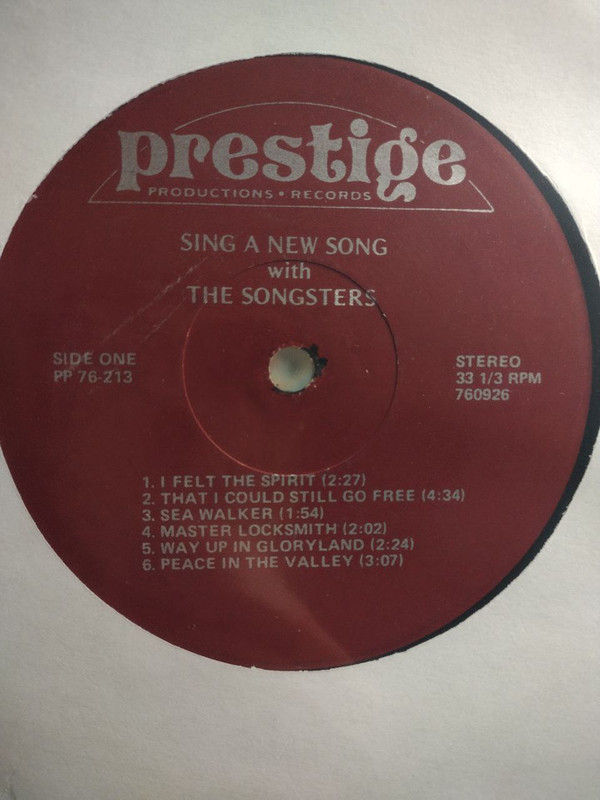 prestige
PRODUCTIONS • RECORDS
SING A NEW SONG
with
THE SONGSTERS
SIDE ONE
PP 76-213
STEREO
33 1/3 RPM
760926
1. I FELT THE SPIRIT (2:27)
2. THAT I COULD STILL GO FREE (4:34)
3. SEA WALKER (1:54)
4. MASTER LOCKSMITH (2:02)
5. WAY UP IN GLORYLAND (2:24)
6. PEACE IN THE VALLEY (3:07)